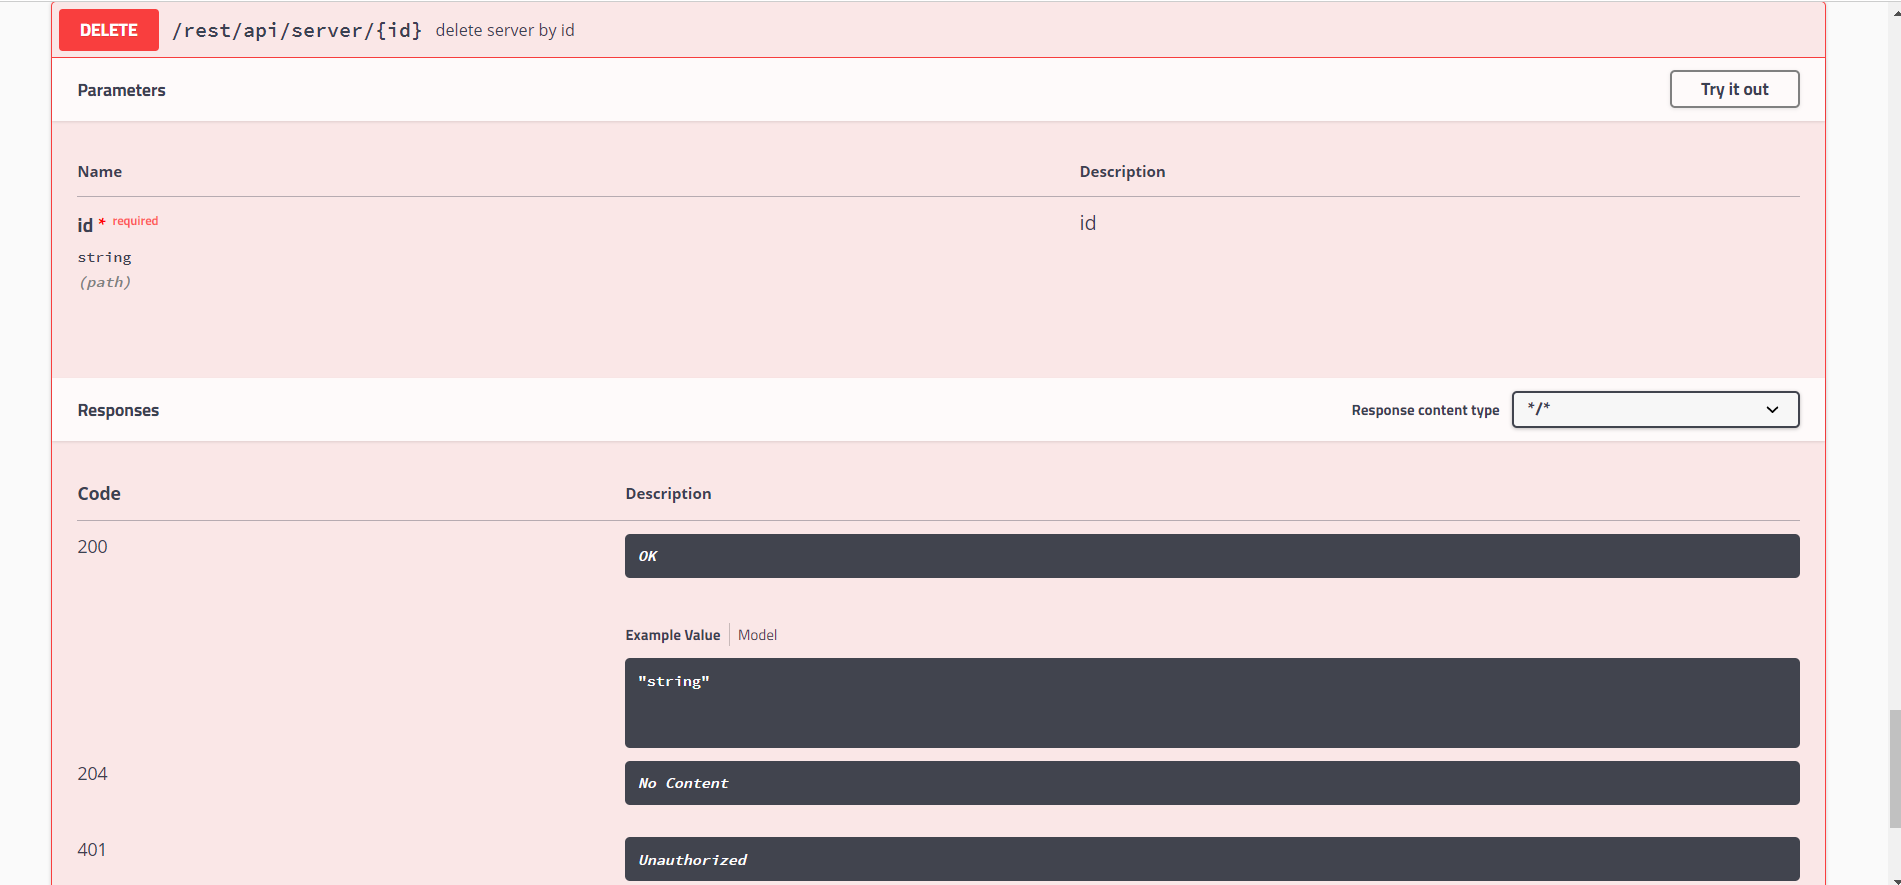 DELETE /rest/api/server/{id} delete server by id
Parameters Try it out
Name Description
id * required id
string
(path)
Responses Response content type */*
Code Description
200 OK
Example Value Model
"string"
204 No Content
401 Unauthorized